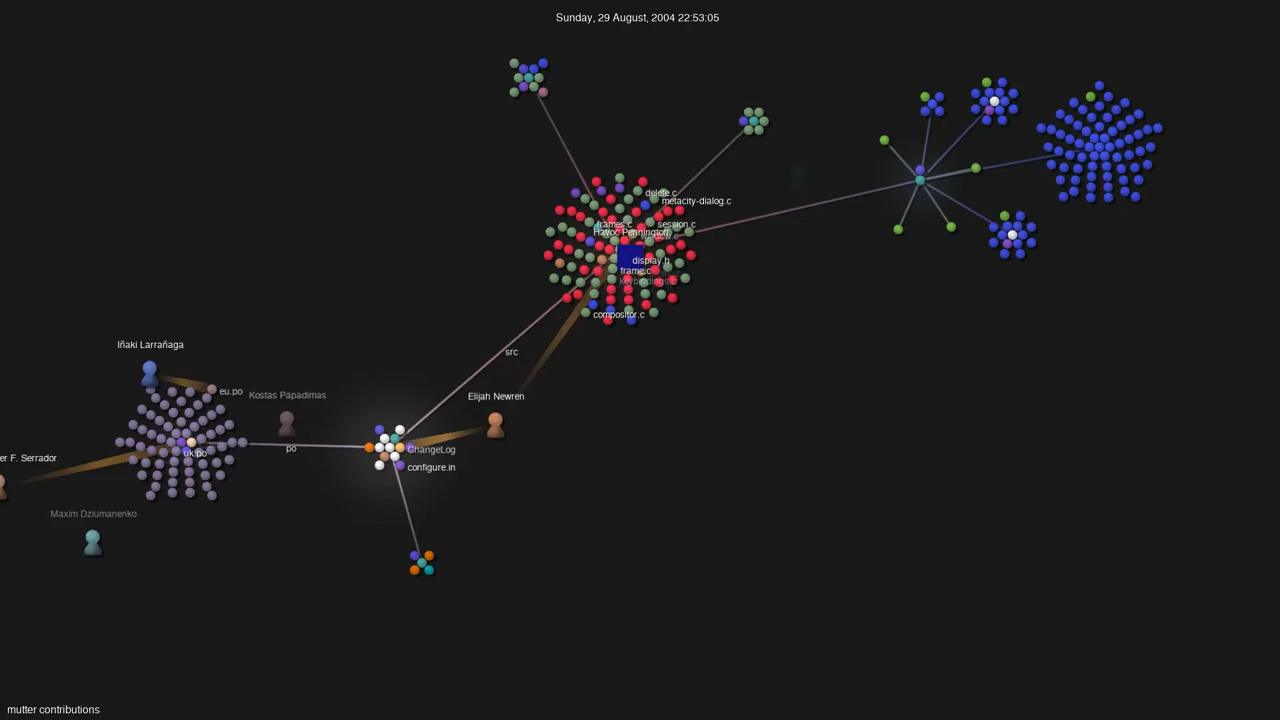 Sunday, 29 August, 2004 22:53:05
delete.c
metacity-dialog.c
frames.c
session.c
Havoc Pennington
window.c
display.h
frame.c
keybindings.c
compositor.c
Iñaki Larrañaga
src
eu.po
Kostas Papadimas
Elijah Newren
po
ChangeLog
uk.po
er F. Serrador
configure.in
Maxim Dziumanenko
mutter contributions